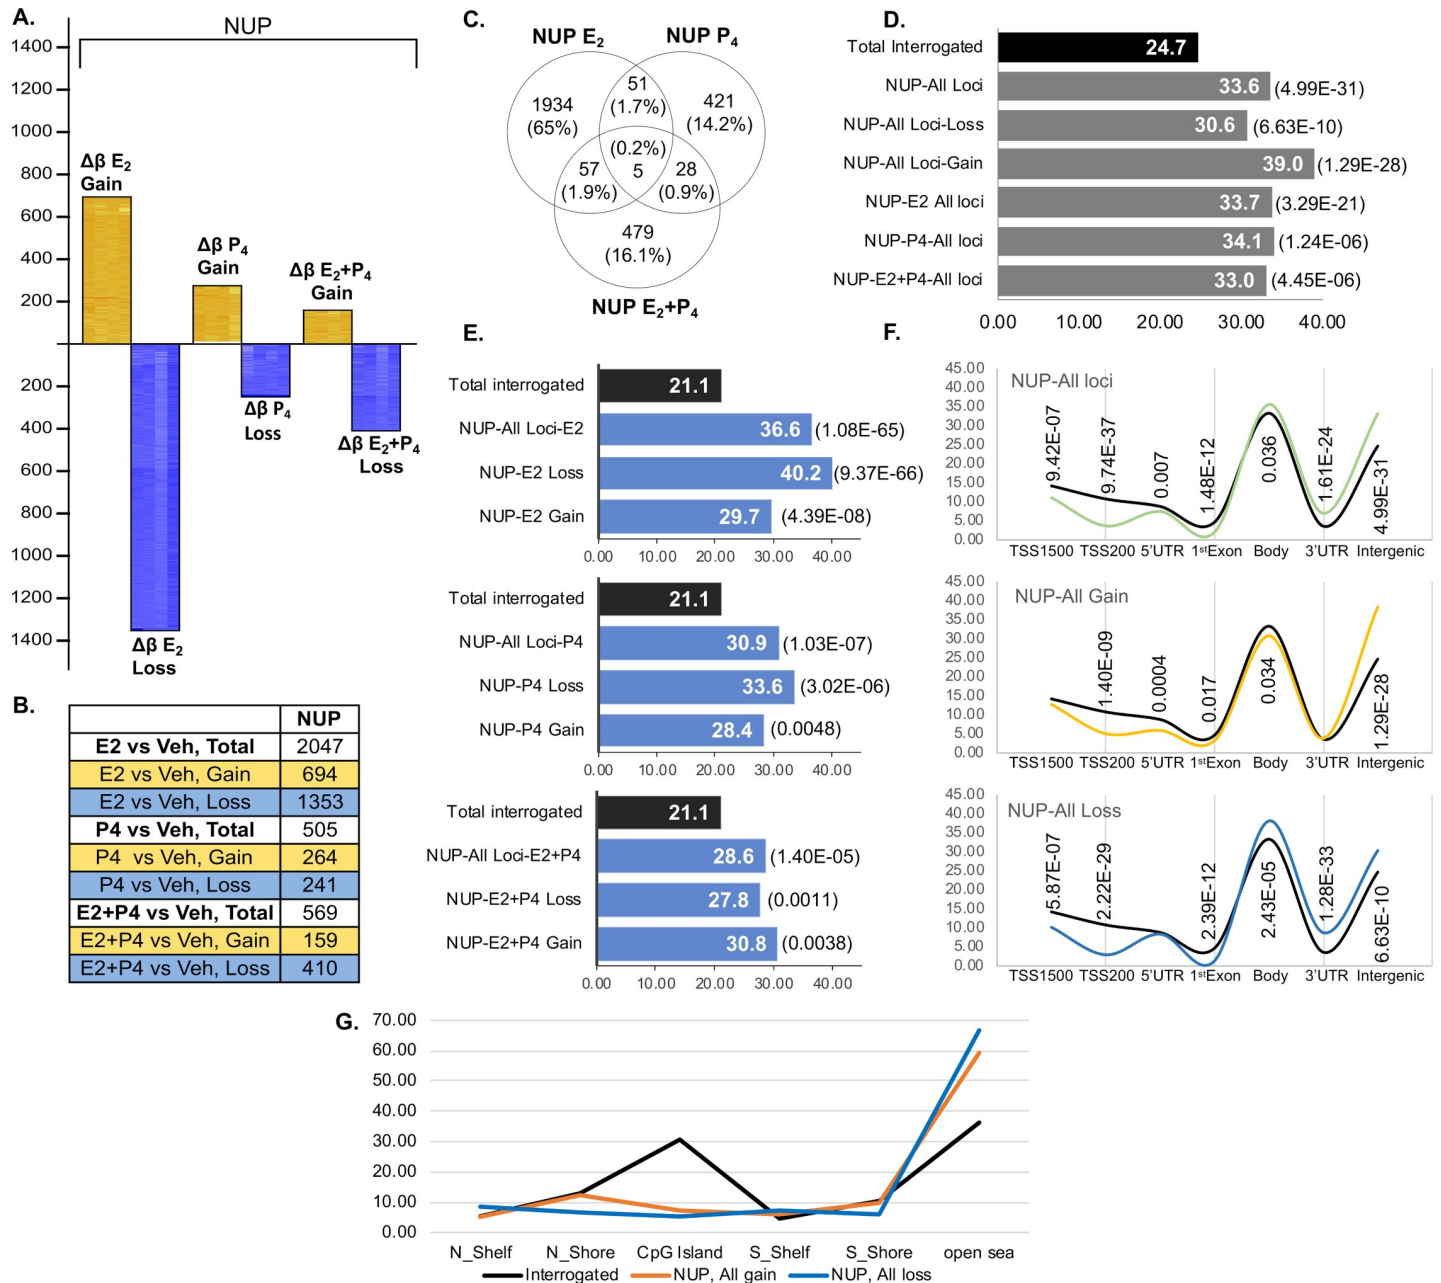 A.
NUP
1400
1200
1000
800
600
400
200
200
400
600
800
1000
1200
1400
Δβ E2
Gain
Δβ P4
Gain
Δβ E2+P4
Gain
Δβ P4
Loss
Δβ E2+P4
Loss
Δβ E2
Loss
B.
NUP
E2 vs Veh, Total 2047
E2 vs Veh, Gain 694
E2 vs Veh, Loss 1353
P4 vs Veh, Total 505
P4 vs Veh, Gain 264
P4 vs Veh, Loss 241
E2+P4 vs Veh, Total 569
E2+P4 vs Veh, Gain 159
E2+P4 vs Veh, Loss 410
C.
NUP E2 NUP P4
51
(1.7%)
1934
(65%)
421
(14.2%)
(0.2%)
5
57
(1.9%)
28
(0.9%)
479
(16.1%)
NUP E2+P4
D.
Total Interrogated 24.7
NUP-All Loci 33.6 (4.99E-31)
NUP-All Loci-Loss 30.6 (6.63E-10)
NUP-All Loci-Gain 39.0 (1.29E-28)
NUP-E2 All loci 33.7 (3.29E-21)
NUP-P4-All loci 34.1 (1.24E-06)
NUP-E2+P4-All loci 33.0 (4.45E-06)
0.00 10.00 20.00 30.00 40.00
E.
Total interrogated 21.1
NUP-All Loci-E2 36.6 (1.08E-65)
NUP-E2 Loss 40.2 (9.37E-66)
NUP-E2 Gain 29.7 (4.39E-08)
0.00 10.00 20.00 30.00 40.00
Total interrogated 21.1
NUP-All Loci-P4 30.9 (1.03E-07)
NUP-P4 Loss 33.6 (3.02E-06)
NUP-P4 Gain 28.4 (0.0048)
0.00 10.00 20.00 30.00 40.00
Total interrogated 21.1
NUP-All Loci-E2+P4 28.6 (1.40E-05)
NUP-E2+P4 Loss 27.8 (0.0011)
NUP-E2+P4 Gain 30.8 (0.0038)
0.00 10.00 20.00 30.00 40.00
F.
45.00
40.00
35.00
30.00
25.00
20.00
15.00
10.00
5.00
0.00
NUP-All loci
9.42E-07
9.74E-37
0.007
1.48E-12
0.036
1.61E-24
4.99E-31
TSS1500 TSS200 5'UTR 1stExon Body 3'UTR Intergenic
45.00
40.00
35.00
30.00
25.00
20.00
15.00
10.00
5.00
0.00
NUP-All Gain
1.40E-09
0.0004
0.017
0.034
1.29E-28
TSS1500 TSS200 5'UTR 1stExon Body 3'UTR Intergenic
45.00
40.00
35.00
30.00
25.00
20.00
15.00
10.00
5.00
0.00
NUP-All Loss
5.87E-07
2.22E-29
2.39E-12
2.43E-05
1.28E-33
6.63E-10
TSS1500 TSS200 5'UTR 1stExon Body 3'UTR Intergenic
G.
70.00
60.00
50.00
40.00
30.00
20.00
10.00
0.00
N_Shelf N_Shore CpG Island S_Shelf S_Shore open sea
Interrogated NUP, All gain NUP, All loss